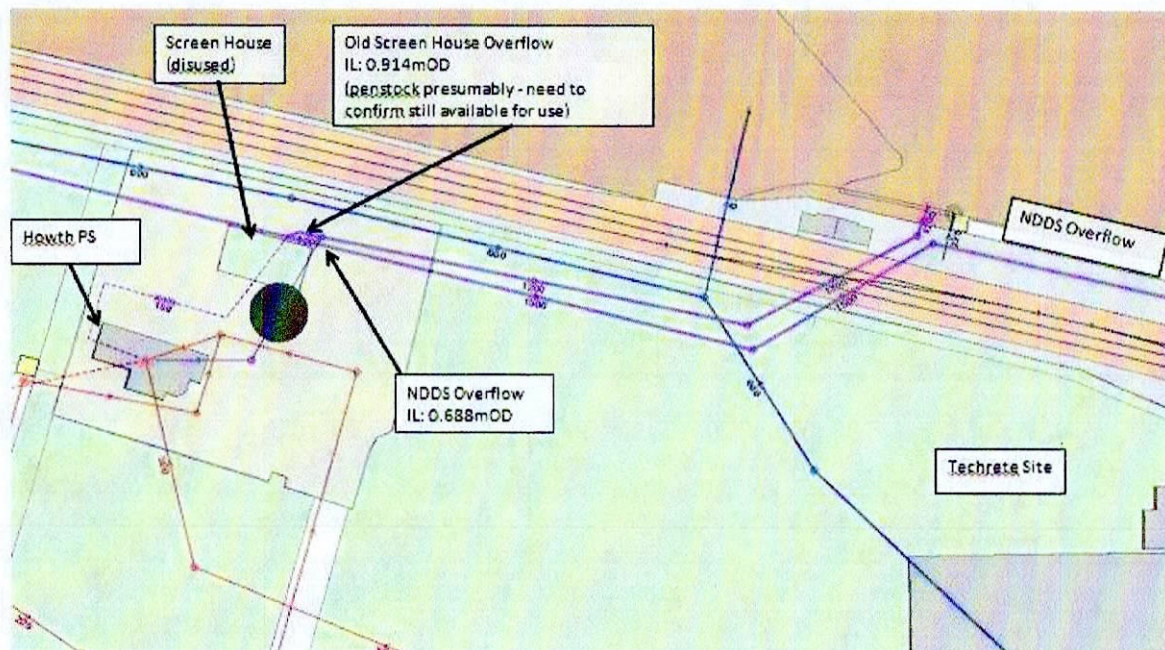 Screen House
(disused)
Old Screen House Overflow
IL: 0.914mOD
(penstock presumably - need to
confirm still available for use)
Howth PS
NDDS Overflow
NDDS Overflow
IL: 0.688mOD
Techrete Site